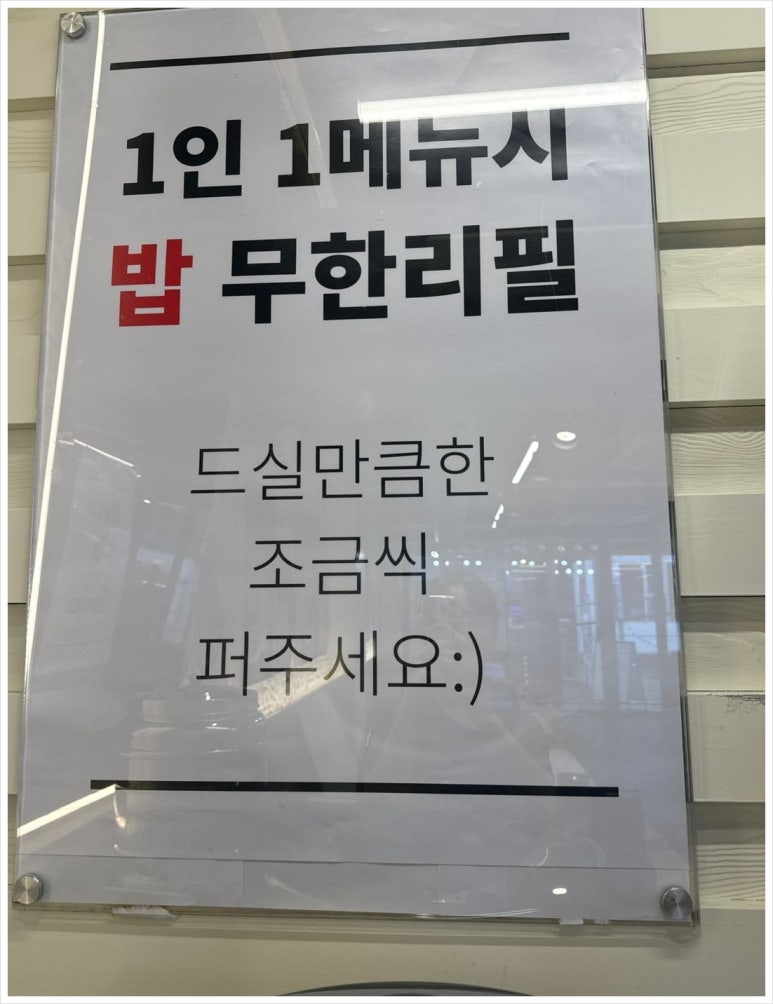 1인 1메뉴시
밥 무한리필
드실만큼한
조금씩
퍼주세요:)